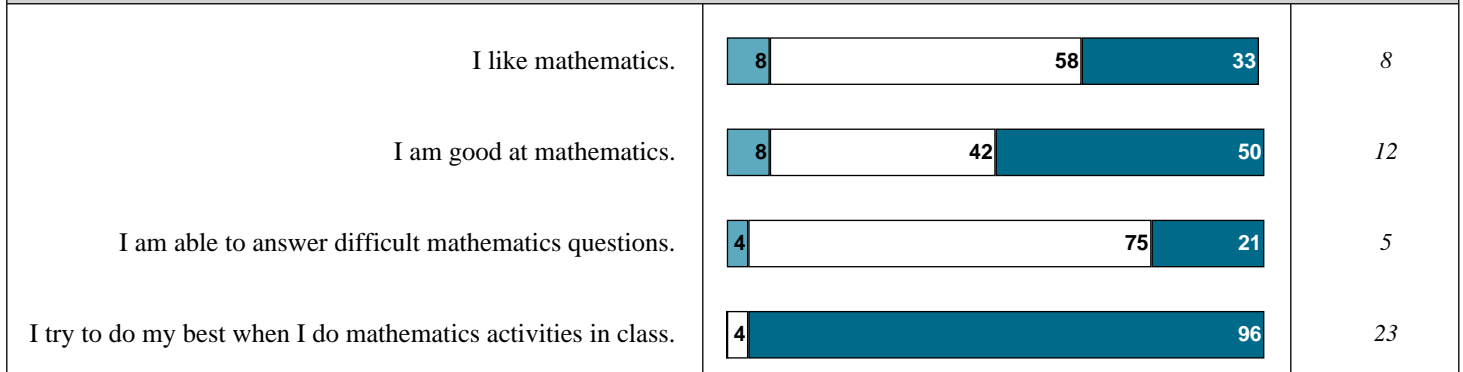 I like mathematics. 8 58 33 8
I am good at mathematics. 8 42 50 12
I am able to answer difficult mathematics questions. 4 75 21 5
I try to do my best when I do mathematics activities in class. 4 96 23